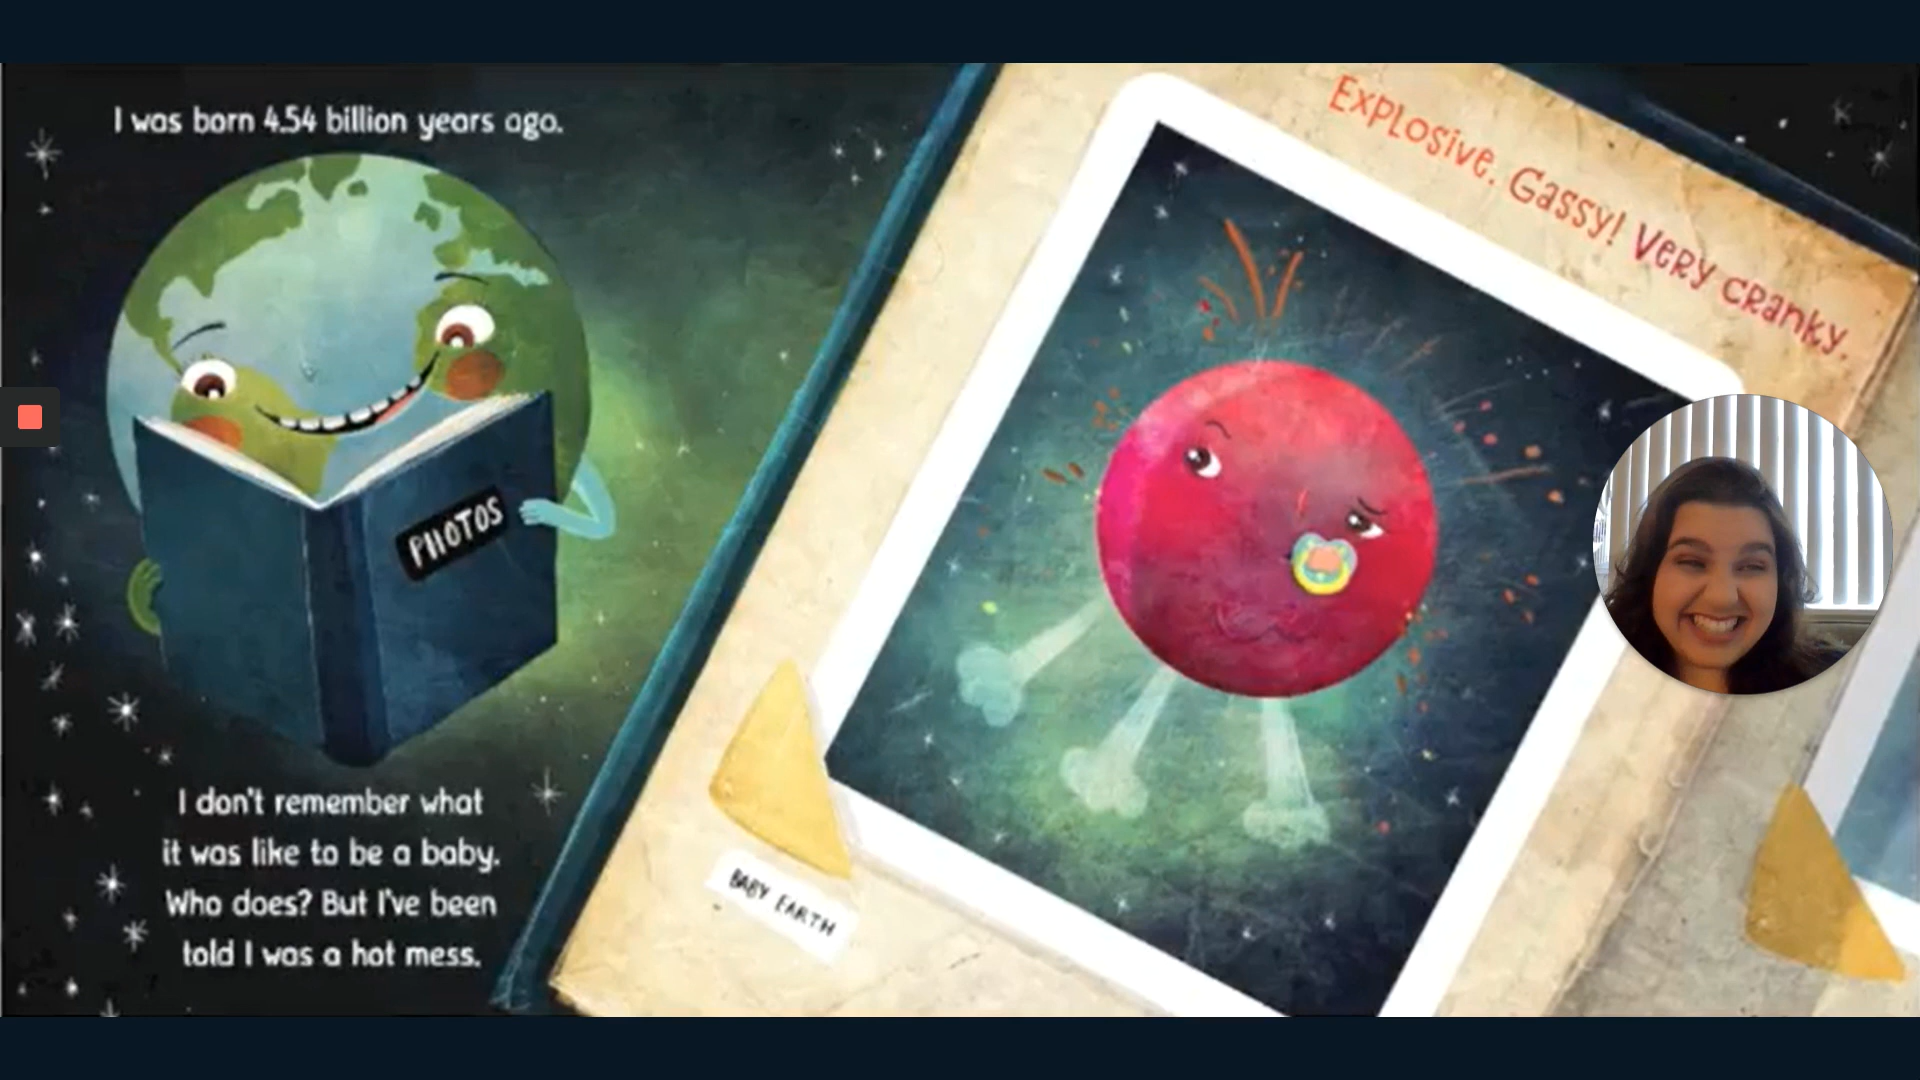 I was born 4.54 billion years ago.
PHOTOS
I don't remember what
it was like to be a baby.
Who does? But I've been
told I was a hot mess.
Explosive. Gassy! Very cranky.
BABY EARTH